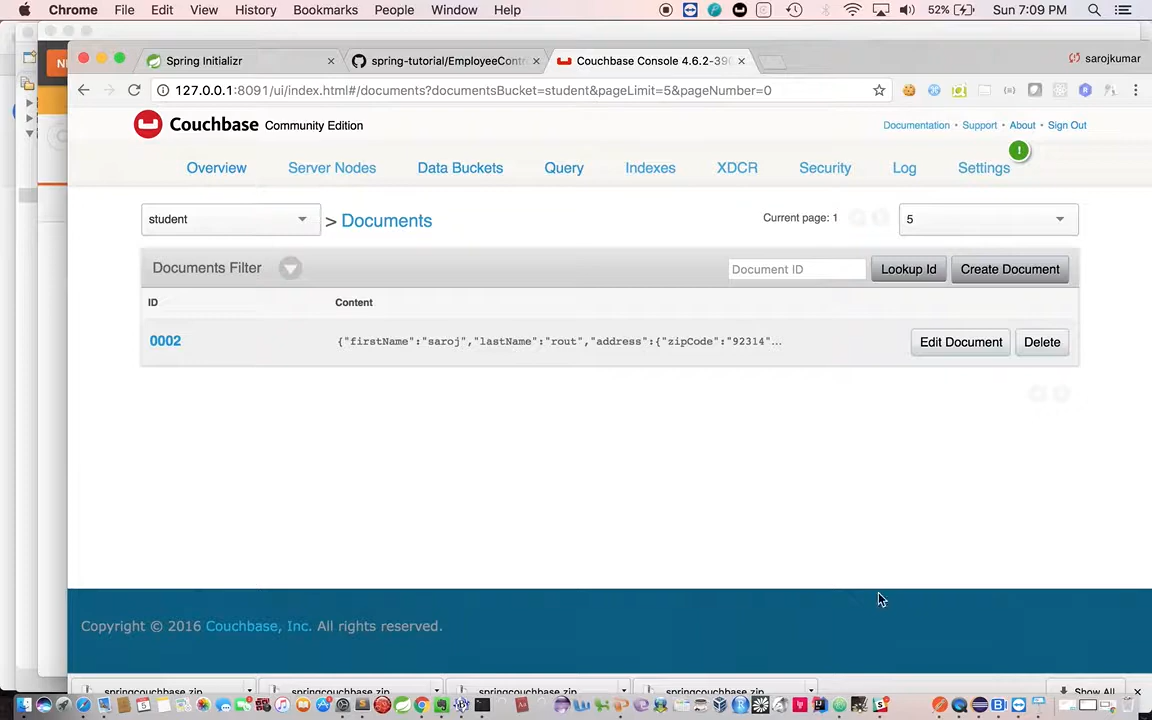 Chrome File Edit View History Bookmarks People Window Help 52% Sun 7:09 PM
Spring Initializr × spring-tutorial/EmployeeContr × Couchbase Console 4.6.2-390 × sarojkumar
127.0.0.1:8091/ui/index.html#/documents?documentsBucket=student&pageLimit=5&pageNumber=0
Couchbase Community Edition
Documentation • Support • About • Sign Out
Overview Server Nodes Data Buckets Query Indexes XDCR Security Log Settings !
student > Documents Current page: 1 5
Documents Filter Document ID Lookup Id Create Document
ID Content
0002 {"firstName":"saroj","lastName":"rout","address":{"zipCode":"92314"... Edit Document Delete
Copyright © 2016 Couchbase, Inc. All rights reserved.
springcouchbase.zip springcouchbase.zip springcouchbase.zip springcouchbase.zip Show All ×